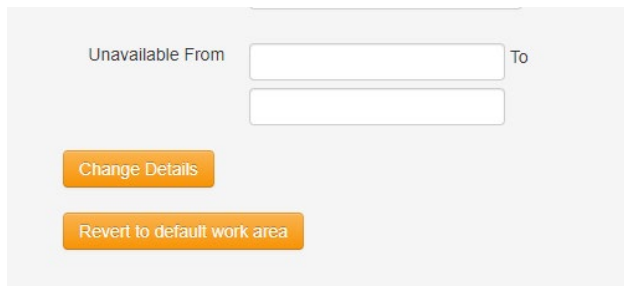 Unavailable From To
Change Details
Revert to default work area